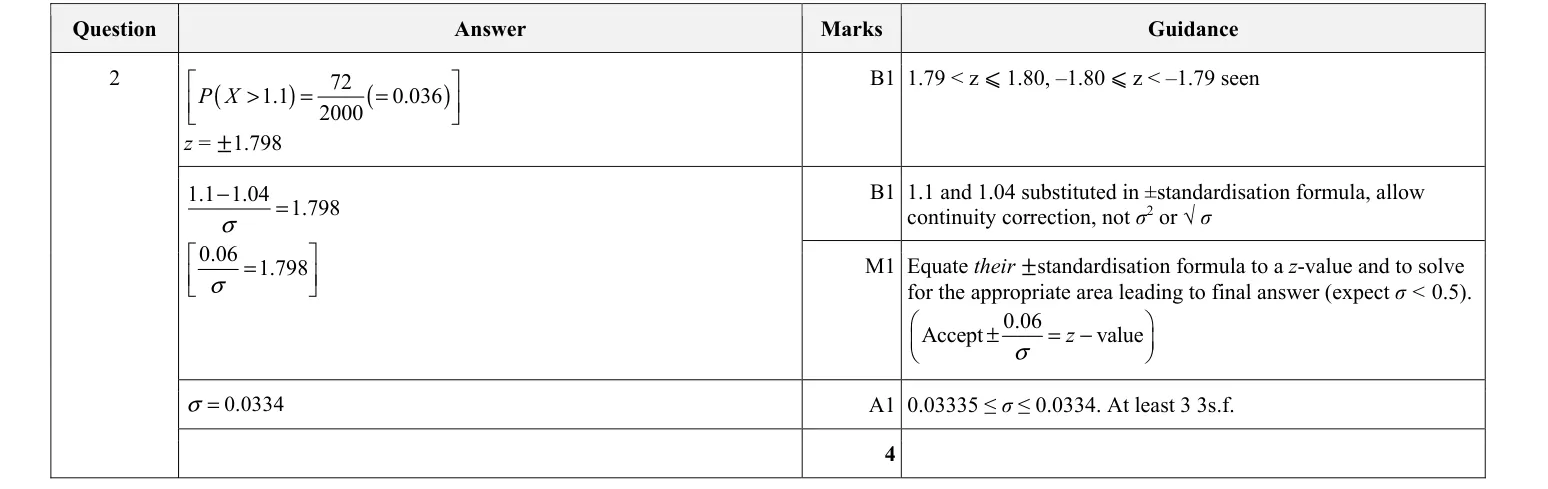 Question Answer Marks Guidance
2 [P(X > 1.1) = 72/2000 (= 0.036)] B1 1.79 < z ⩽ 1.80, –1.80 ⩽ z < –1.79 seen
z = ±1.798
(1.1 − 1.04)/σ = 1.798 B1 1.1 and 1.04 substituted in ±standardisation formula, allow
continuity correction, not σ² or √σ
[0.06/σ = 1.798] M1 Equate their ±standardisation formula to a z-value and to solve
for the appropriate area leading to final answer (expect σ < 0.5).
(Accept ± 0.06/σ = z − value)
σ = 0.0334 A1 0.03335 ≤ σ ≤ 0.0334. At least 3 3s.f.
4